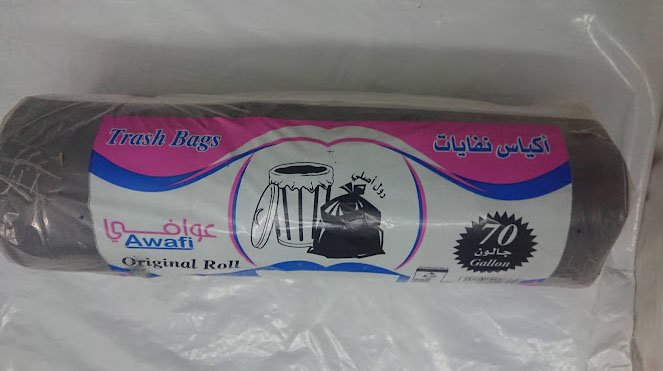 Trash Bags
أكياس نفايات
رول أصلي
عوافي
Awafi
Original Roll
70
جالون
Gallon